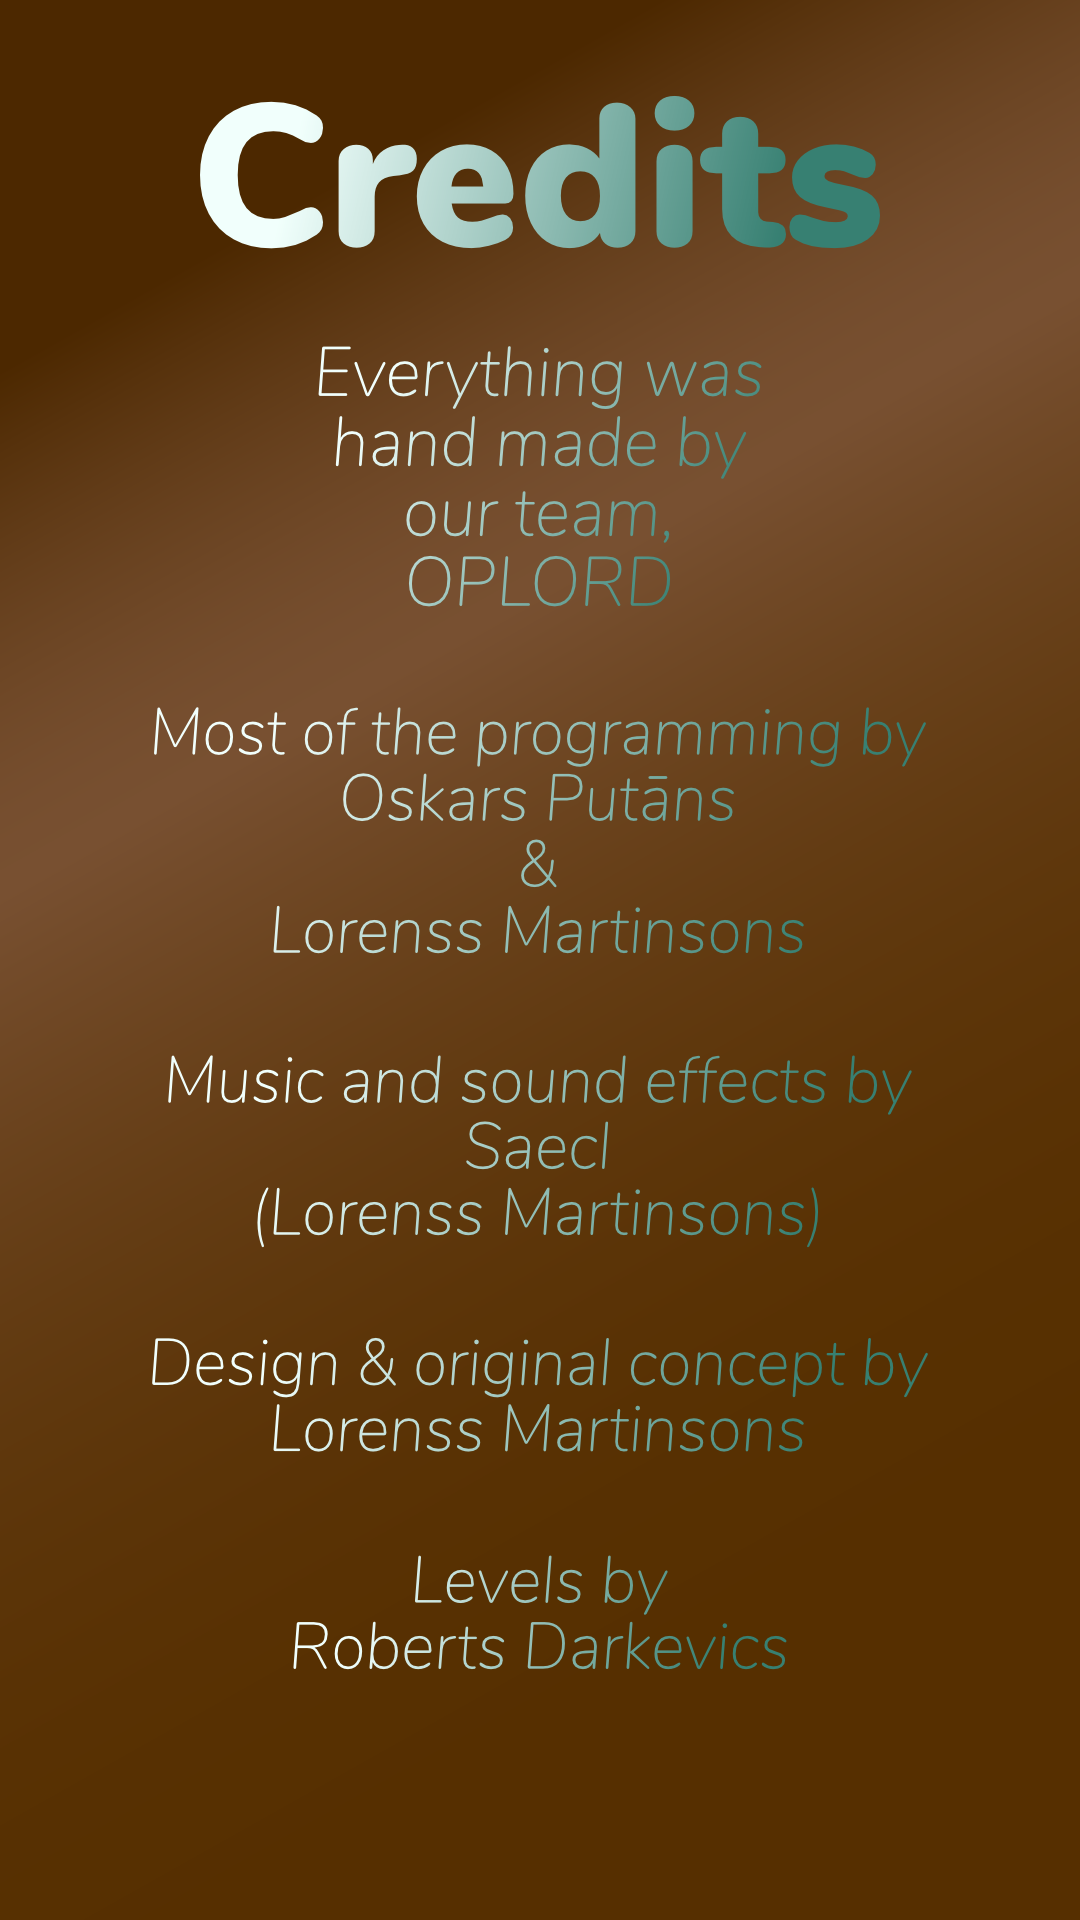 Credits
Everything was
hand made by
our team,
OPLORD
Most of the programming by
Oskars Putāns
&
Lorenss Martinsons
Music and sound effects by
Saecl
(Lorenss Martinsons)
Design & original concept by
Lorenss Martinsons
Levels by
Roberts Darkevics